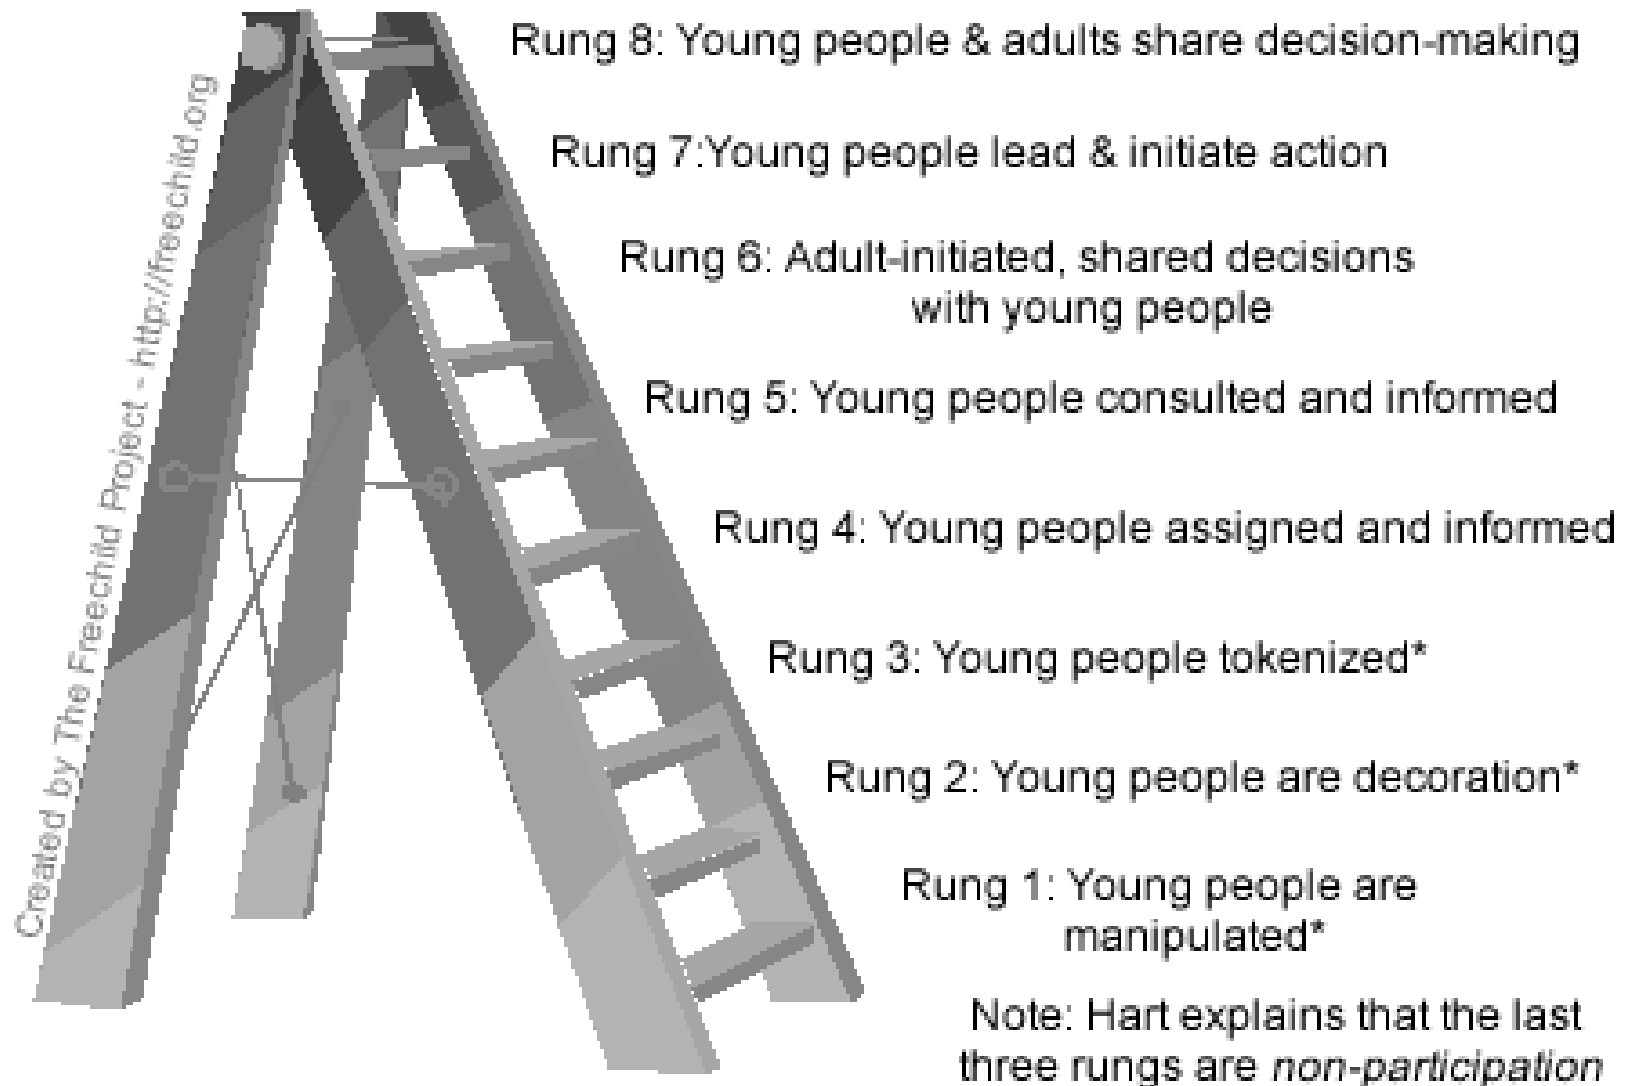 Rung 8: Young people & adults share decision-making
Rung 7:Young people lead & initiate action
Rung 6: Adult-initiated, shared decisions
with young people
Rung 5: Young people consulted and informed
Rung 4: Young people assigned and informed
Rung 3: Young people tokenized*
Rung 2: Young people are decoration*
Rung 1: Young people are
manipulated*
Note: Hart explains that the last
three rungs are non-participation
Created by The Freechild Project - http://freechild.org